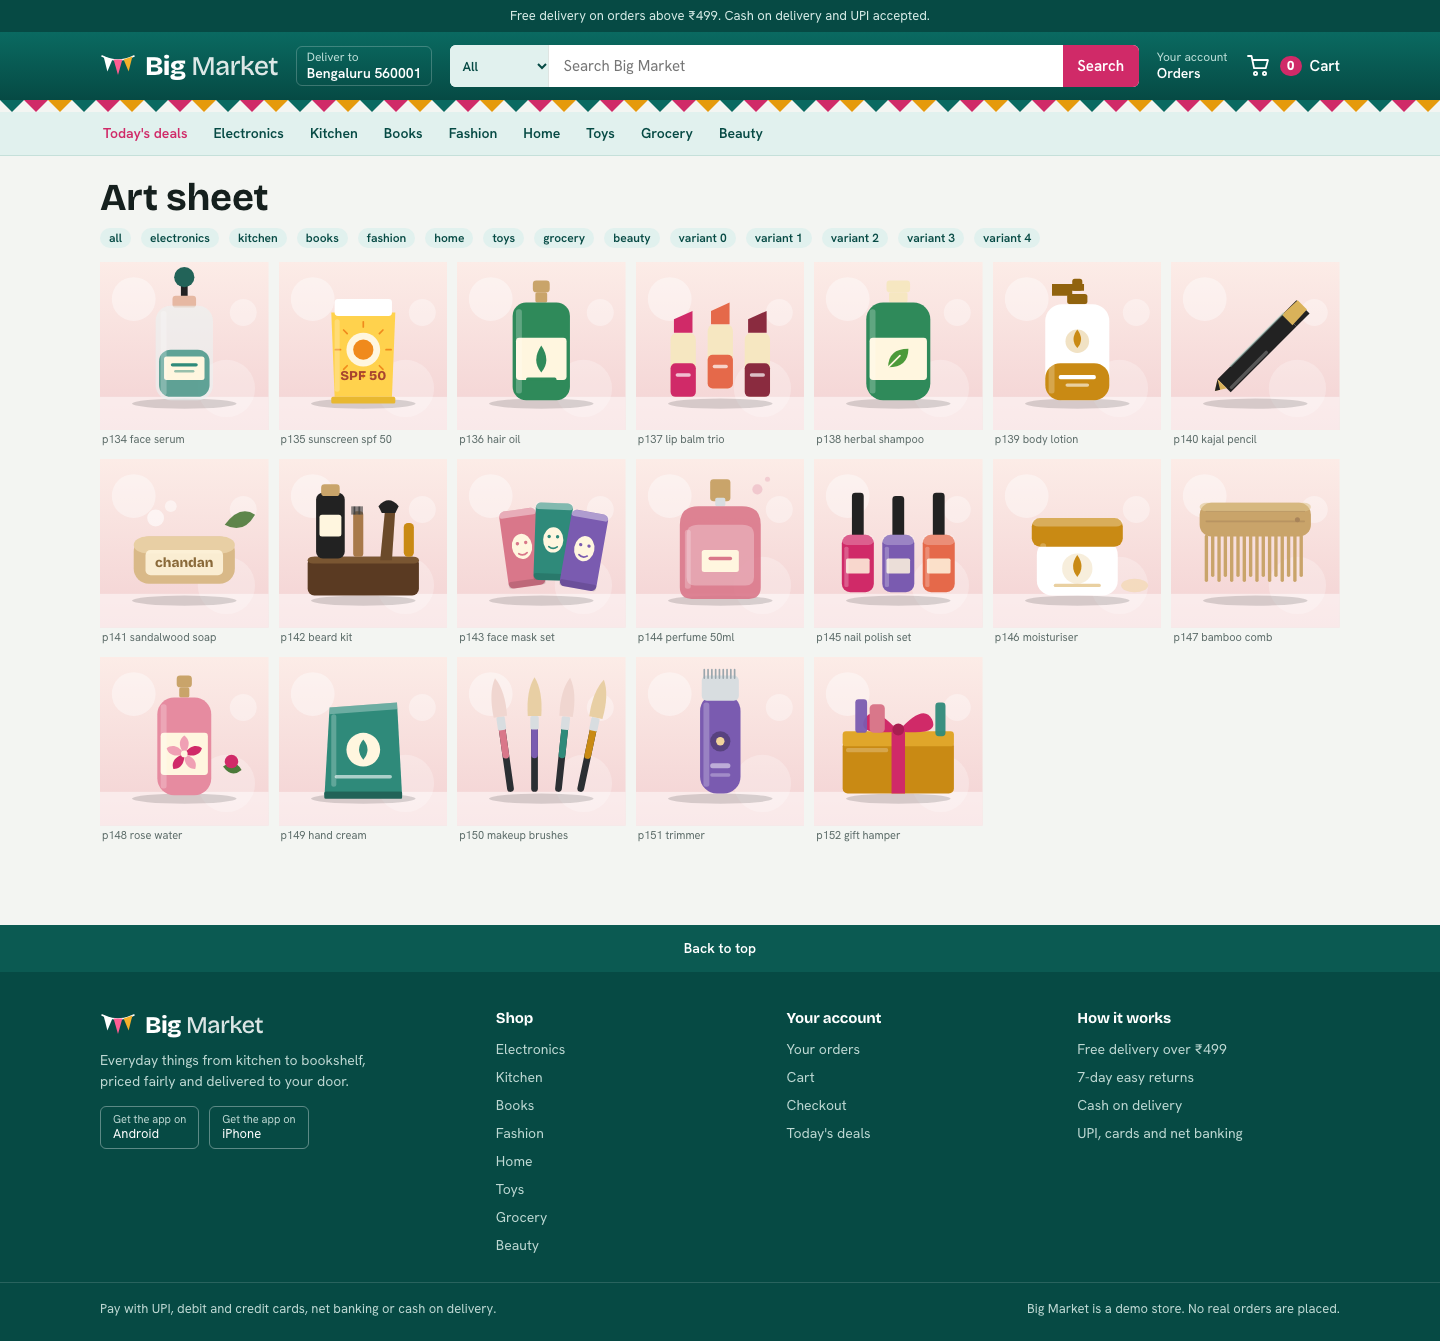 Free delivery on orders above ₹499. Cash on delivery and UPI accepted.
Big Market
Deliver to
Bengaluru 560001
All
Search Big Market
Search
Your account
Orders
0
Cart
Today's deals
Electronics
Kitchen
Books
Fashion
Home
Toys
Grocery
Beauty
Art sheet
all
electronics
kitchen
books
fashion
home
toys
grocery
beauty
variant 0
variant 1
variant 2
variant 3
variant 4
SPF 50
p134 face serum
p135 sunscreen spf 50
p136 hair oil
p137 lip balm trio
p138 herbal shampoo
p139 body lotion
p140 kajal pencil
chandan
p141 sandalwood soap
p142 beard kit
p143 face mask set
p144 perfume 50ml
p145 nail polish set
p146 moisturiser
p147 bamboo comb
p148 rose water
p149 hand cream
p150 makeup brushes
p151 trimmer
p152 gift hamper
Back to top
Big Market
Everyday things from kitchen to bookshelf,
priced fairly and delivered to your door.
Get the app on
Android
Get the app on
iPhone
Shop
Electronics
Kitchen
Books
Fashion
Home
Toys
Grocery
Beauty
Your account
Your orders
Cart
Checkout
Today's deals
How it works
Free delivery over ₹499
7-day easy returns
Cash on delivery
UPI, cards and net banking
Pay with UPI, debit and credit cards, net banking or cash on delivery.
Big Market is a demo store. No real orders are placed.